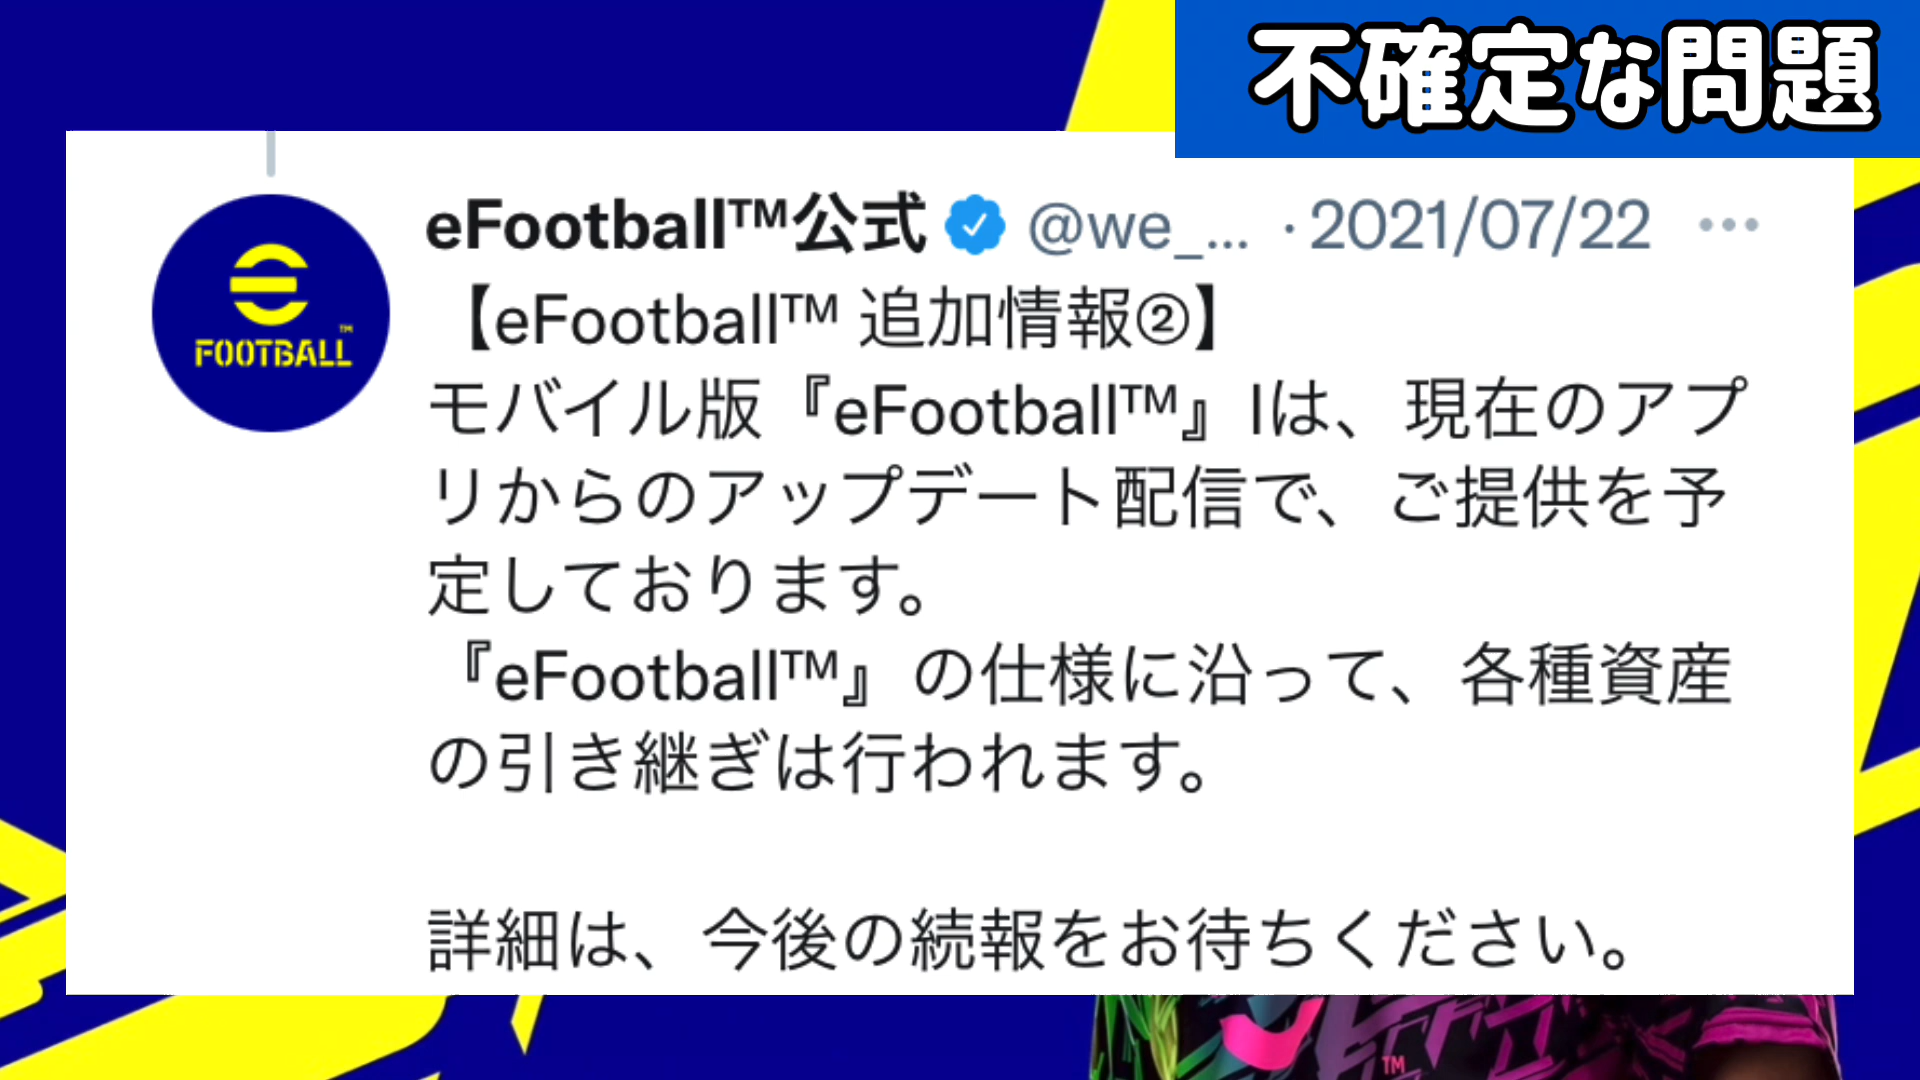 不確定な問題
eFootball™公式 @we_... · 2021/07/22
FOOTBALL™
【eFootball™ 追加情報②】
モバイル版『eFootball™』lは、現在のアプ
リからのアップデート配信で、ご提供を予
定しております。
『eFootball™』の仕様に沿って、各種資産
の引き継ぎは行われます。
詳細は、今後の続報をお待ちください。
TM